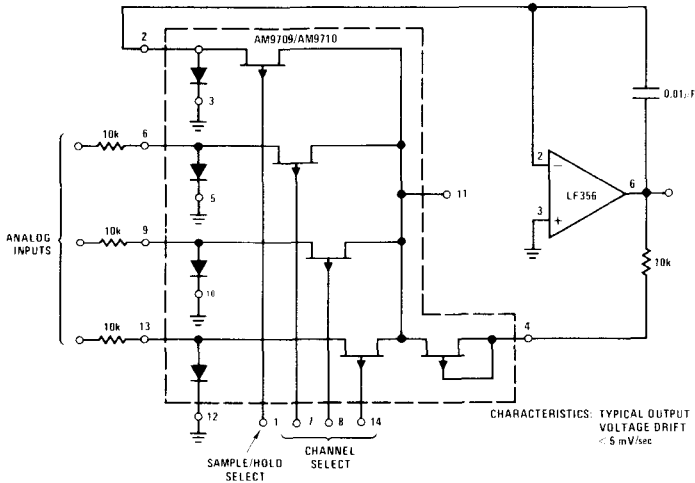 AM9709/AM9710
2
3
10k
6
5
11
ANALOG
INPUTS
10k
9
10
10k
13
12
4
1
7
8
14
SAMPLE/HOLD
SELECT
CHANNEL
SELECT
0.01μF
2
−
LF356
6
3
+
10k
CHARACTERISTICS: TYPICAL OUTPUT
VOLTAGE DRIFT
< 5 mV/sec